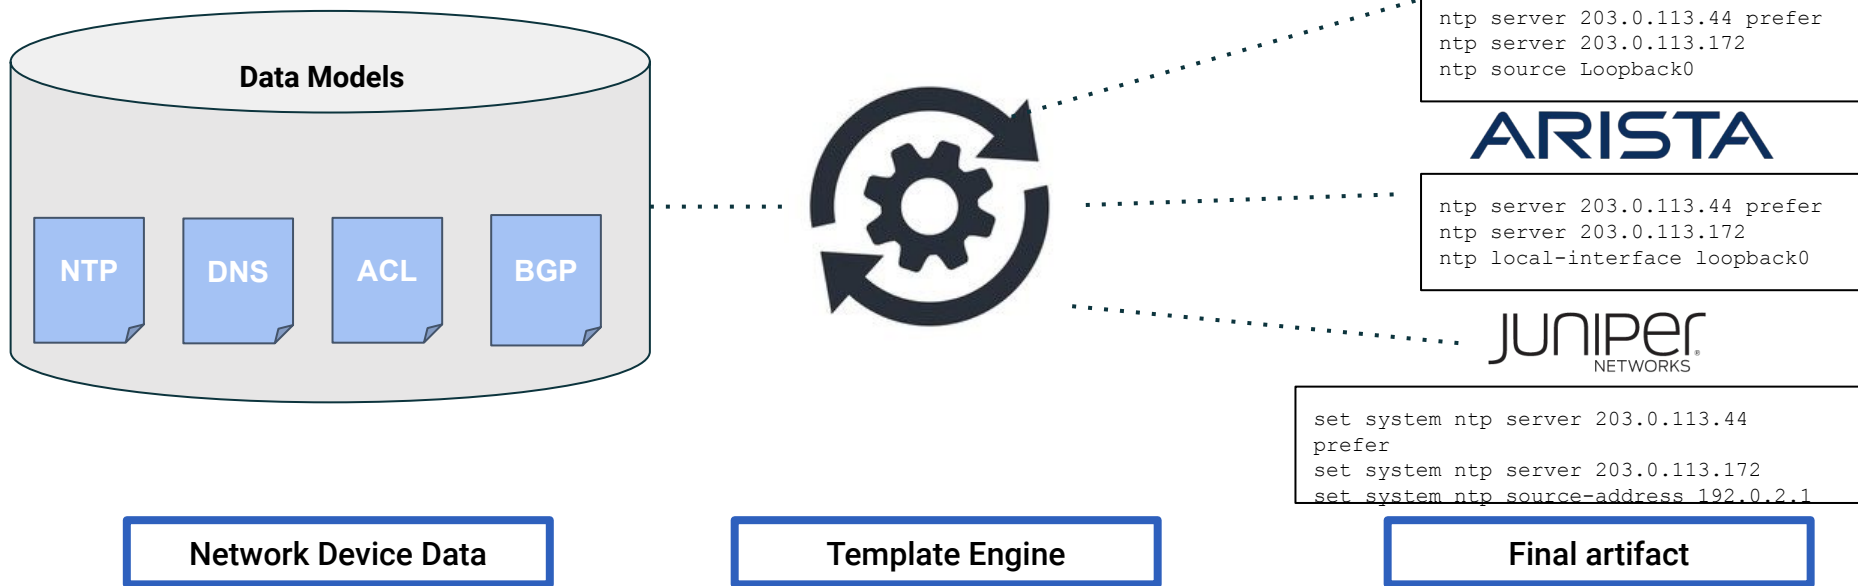 Data Models
NTP
DNS
ACL
BGP
ntp server 203.0.113.44 prefer
ntp server 203.0.113.172
ntp source Loopback0
ARISTA
ntp server 203.0.113.44 prefer
ntp server 203.0.113.172
ntp local-interface loopback0
JUNIPER
NETWORKS
set system ntp server 203.0.113.44
prefer
set system ntp server 203.0.113.172
set system ntp source-address 192.0.2.1
Network Device Data
Template Engine
Final artifact